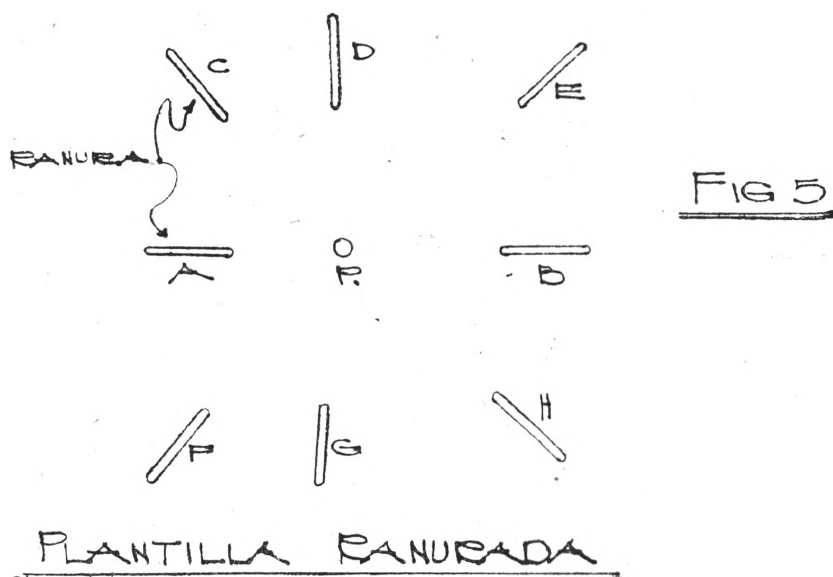 C D E
RANURA
FIG 5
A P. B
F G H
PLANTILLA RANURADA